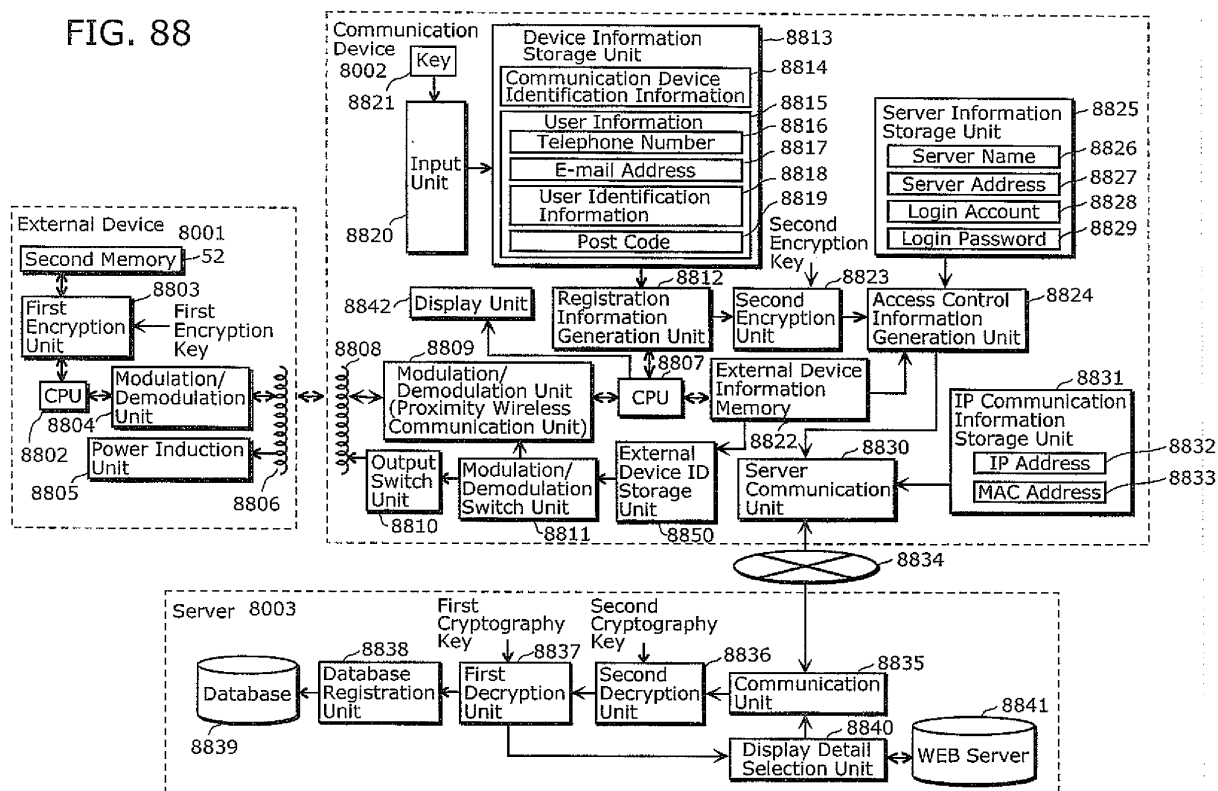 FIG. 88
Communication
Device
8002
Key
8821
Input
Unit
8820
Device Information
Storage Unit
8813
Communication Device
Identification Information
8814
8815
User Information
Telephone Number
8816
E-mail Address
8817
User Identification
Information
8818
Post Code
8819
Server Information
Storage Unit
8825
Server Name
8826
Server Address
8827
Login Account
8828
Login Password
8829
External Device
8001
Second Memory
52
8803
First
Encryption
Unit
First
Encryption
Key
CPU
8802
Modulation/
Demodulation
Unit
8804
Power Induction
Unit
8805
8806
8808
8842
Display Unit
8812
Registration
Information
Generation Unit
Second
Encryption
Key
8823
Second
Encryption
Unit
Access Control
Information
Generation Unit
8824
8809
Modulation/
Demodulation Unit
(Proximity Wireless
Communication Unit)
8807
CPU
External Device
Information
Memory
8822
8831
IP Communication
Information
Storage Unit
IP Address
8832
MAC Address
8833
Output
Switch
Unit
8810
Modulation/
Demodulation
Switch Unit
8811
External
Device ID
Storage
Unit
8850
8830
Server
Communication
Unit
8834
Server 8003
First
Cryptography
Key
Second
Cryptography
Key
8838
Database
Registration
Unit
Database
8839
8837
First
Decryption
Unit
8836
Second
Decryption
Unit
8835
Communication
Unit
8840
Display Detail
Selection Unit
8841
WEB Server